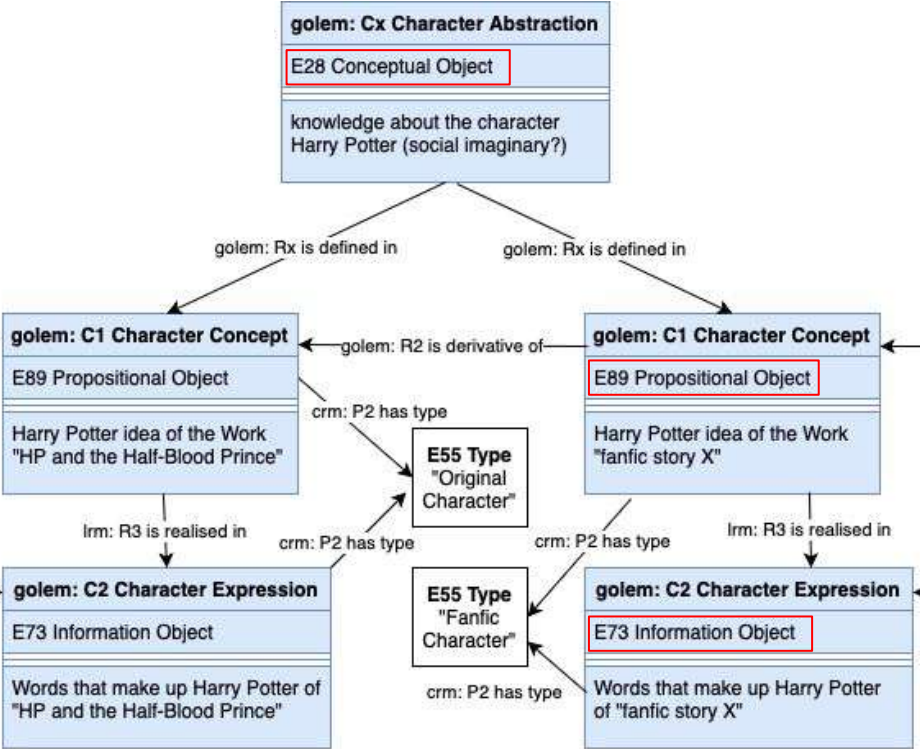 golem: Cx Character Abstraction
E28 Conceptual Object
knowledge about the character
Harry Potter (social imaginary?)
golem: Rx is defined in
golem: Rx is defined in
golem: C1 Character Concept
E89 Propositional Object
Harry Potter idea of the Work
"HP and the Half-Blood Prince"
golem: R2 is derivative of
golem: C1 Character Concept
E89 Propositional Object
Harry Potter idea of the Work
"fanfic story X"
crm: P2 has type
E55 Type
"Original
Character"
lrm: R3 is realised in
crm: P2 has type
crm: P2 has type
lrm: R3 is realised in
golem: C2 Character Expression
E73 Information Object
Words that make up Harry Potter of
"HP and the Half-Blood Prince"
E55 Type
"Fanfic
Character"
crm: P2 has type
golem: C2 Character Expression
E73 Information Object
Words that make up Harry Potter
of "fanfic story X"